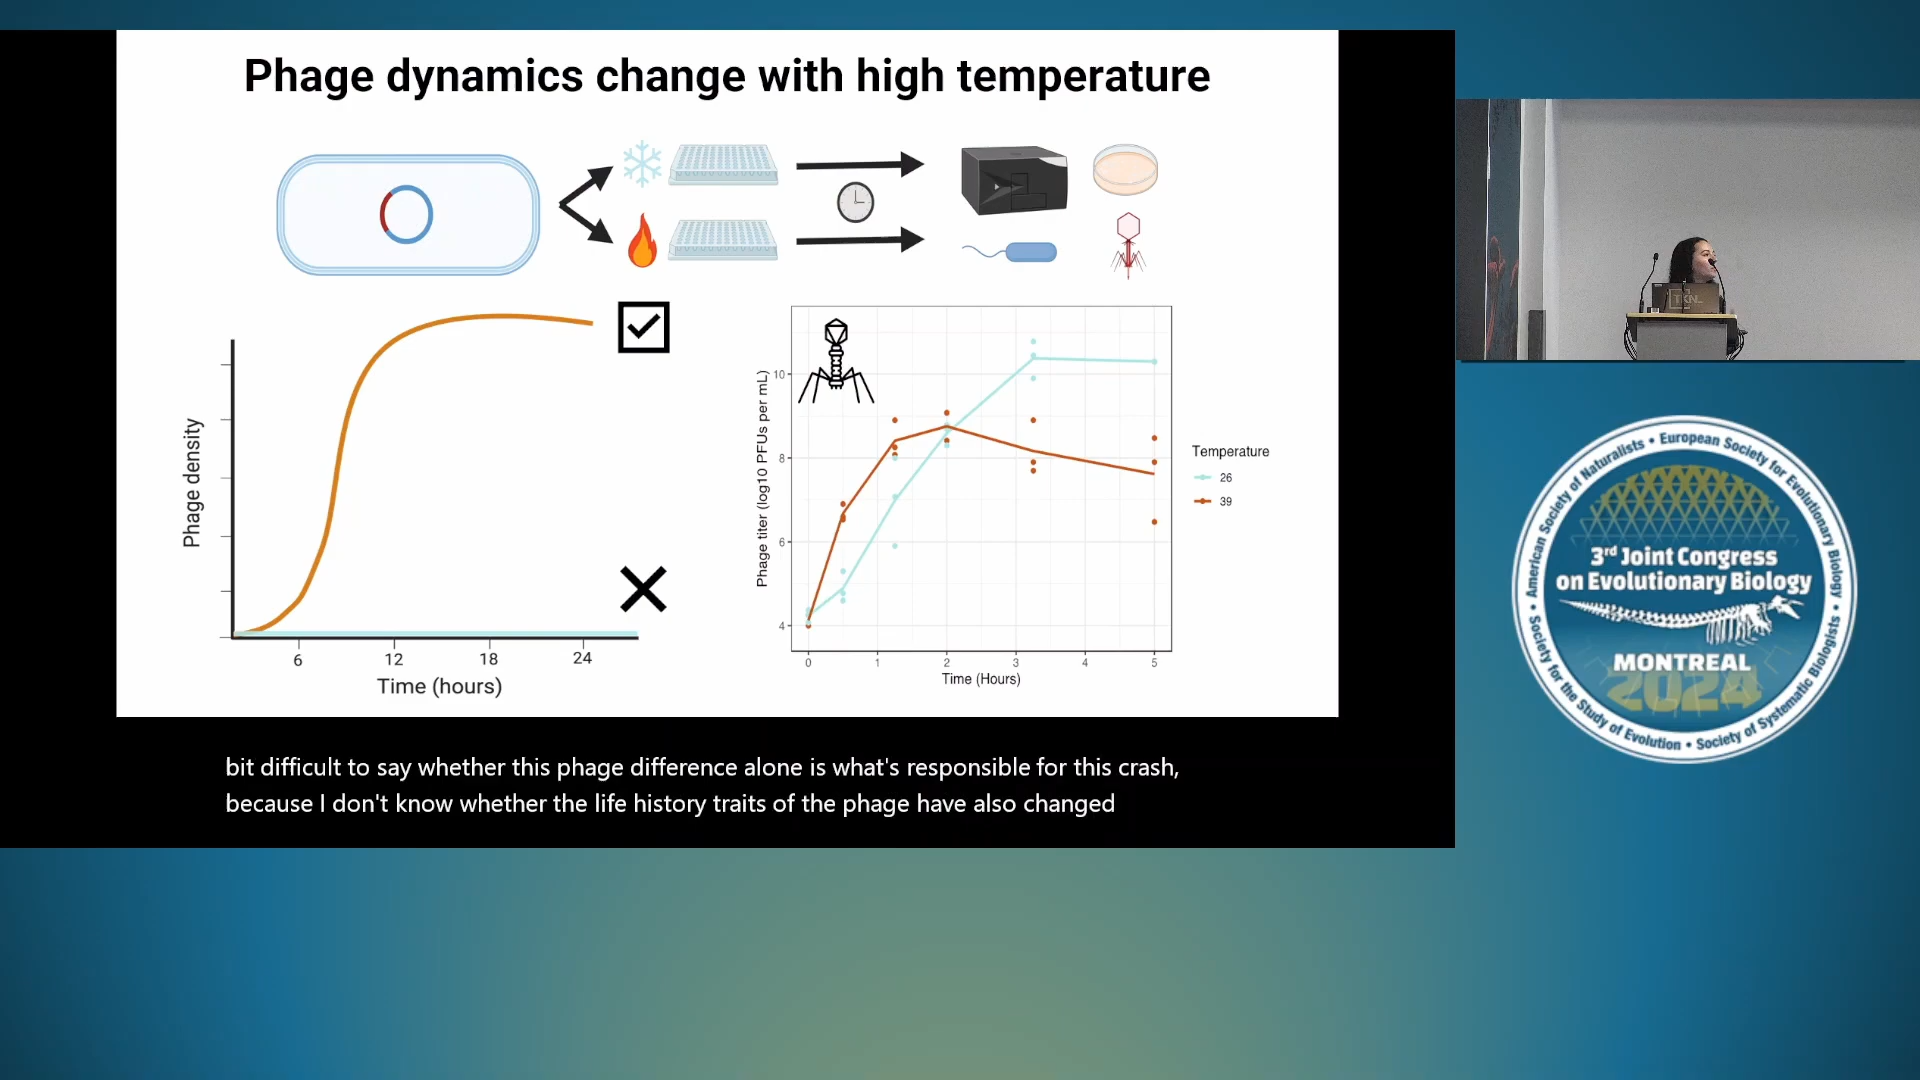 Phage dynamics change with high temperature
Phage density
6 12 18 24
Time (hours)
Phage titer (log10 PFUs per mL)
10
8
6
4
0 1 2 3 4 5
Time (Hours)
Temperature
26
39
bit difficult to say whether this phage difference alone is what's responsible for this crash,
because I don't know whether the life history traits of the phage have also changed
TKN_
American Society of Naturalists • European Society for Evolutionary Biology • Society of Systematic Biologists • Society for the Study of Evolution •
3rd Joint Congress
on Evolutionary Biology
MONTREAL
2024